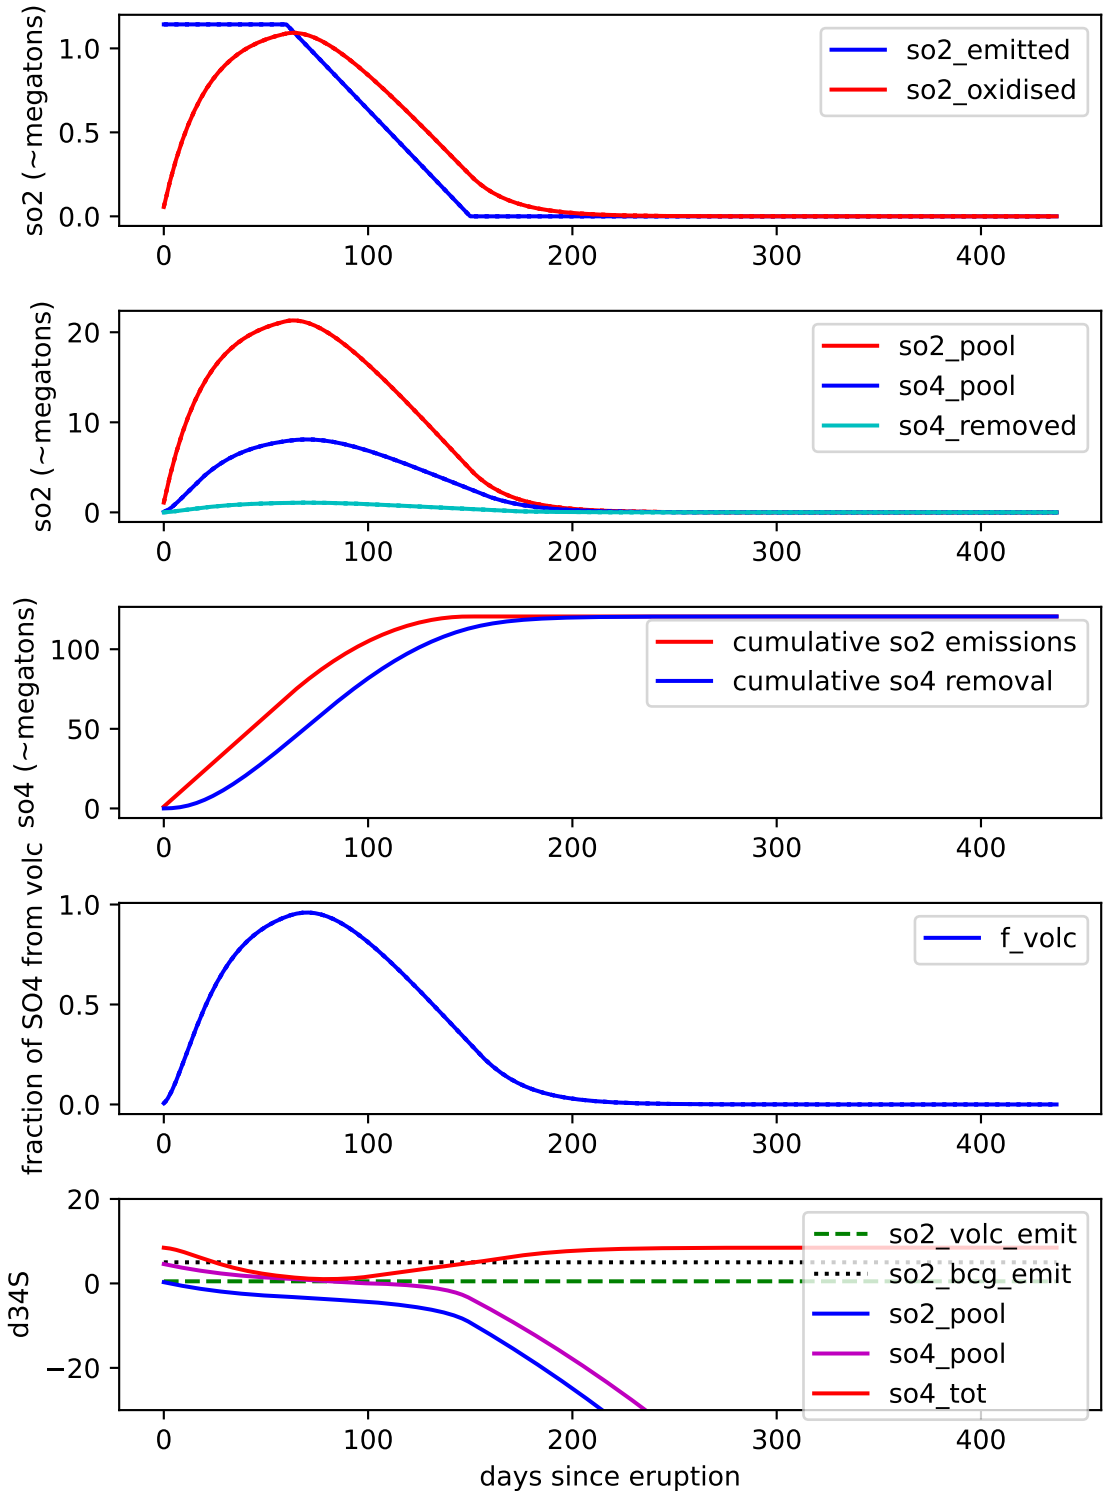 so2 (~megatons)
1.0
0.5
0.0
so2_emitted
so2_oxidised
0 100 200 300 400
so2 (~megatons)
20
10
0
so2_pool
so4_pool
so4_removed
0 100 200 300 400
so4 (~megatons)
100
50
0
cumulative so2 emissions
cumulative so4 removal
0 100 200 300 400
fraction of SO4 from volc
1.0
0.5
0.0
f_volc
0 100 200 300 400
d34S
20
0
−20
so2_volc_emit
so2_bcg_emit
so2_pool
so4_pool
so4_tot
0 100 200 300 400
days since eruption